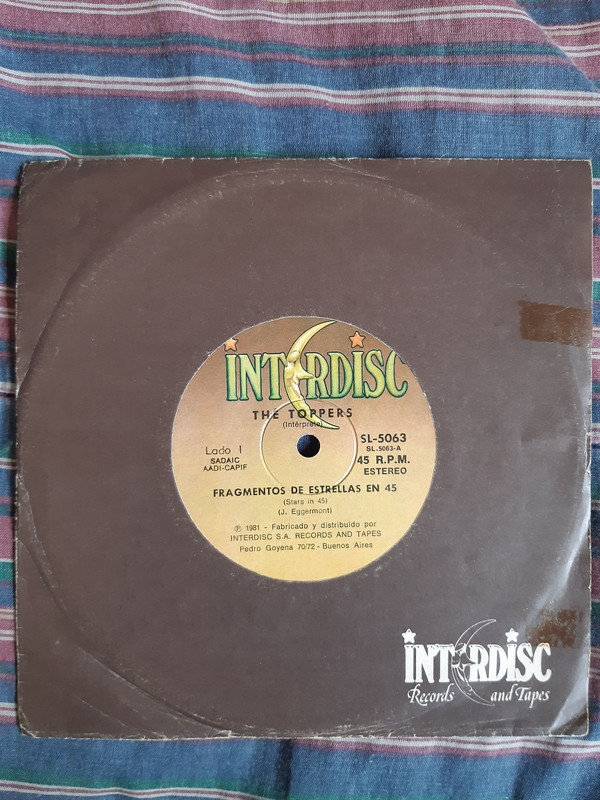 INTERDISC
THE TOPPERS
(Intérprete)
Lado 1
SADAIC
AADI-CAPIF
SL-5063
SL.5063-A
45 R.P.M.
ESTEREO
FRAGMENTOS DE ESTRELLAS EN 45
(Stars in 45)
(J. Eggermont)
℗ 1981 - Fabricado y distribuido por
INTERDISC S.A. RECORDS AND TAPES
Pedro Goyena 70/72 - Buenos Aires
INTERDISC
Records and Tapes